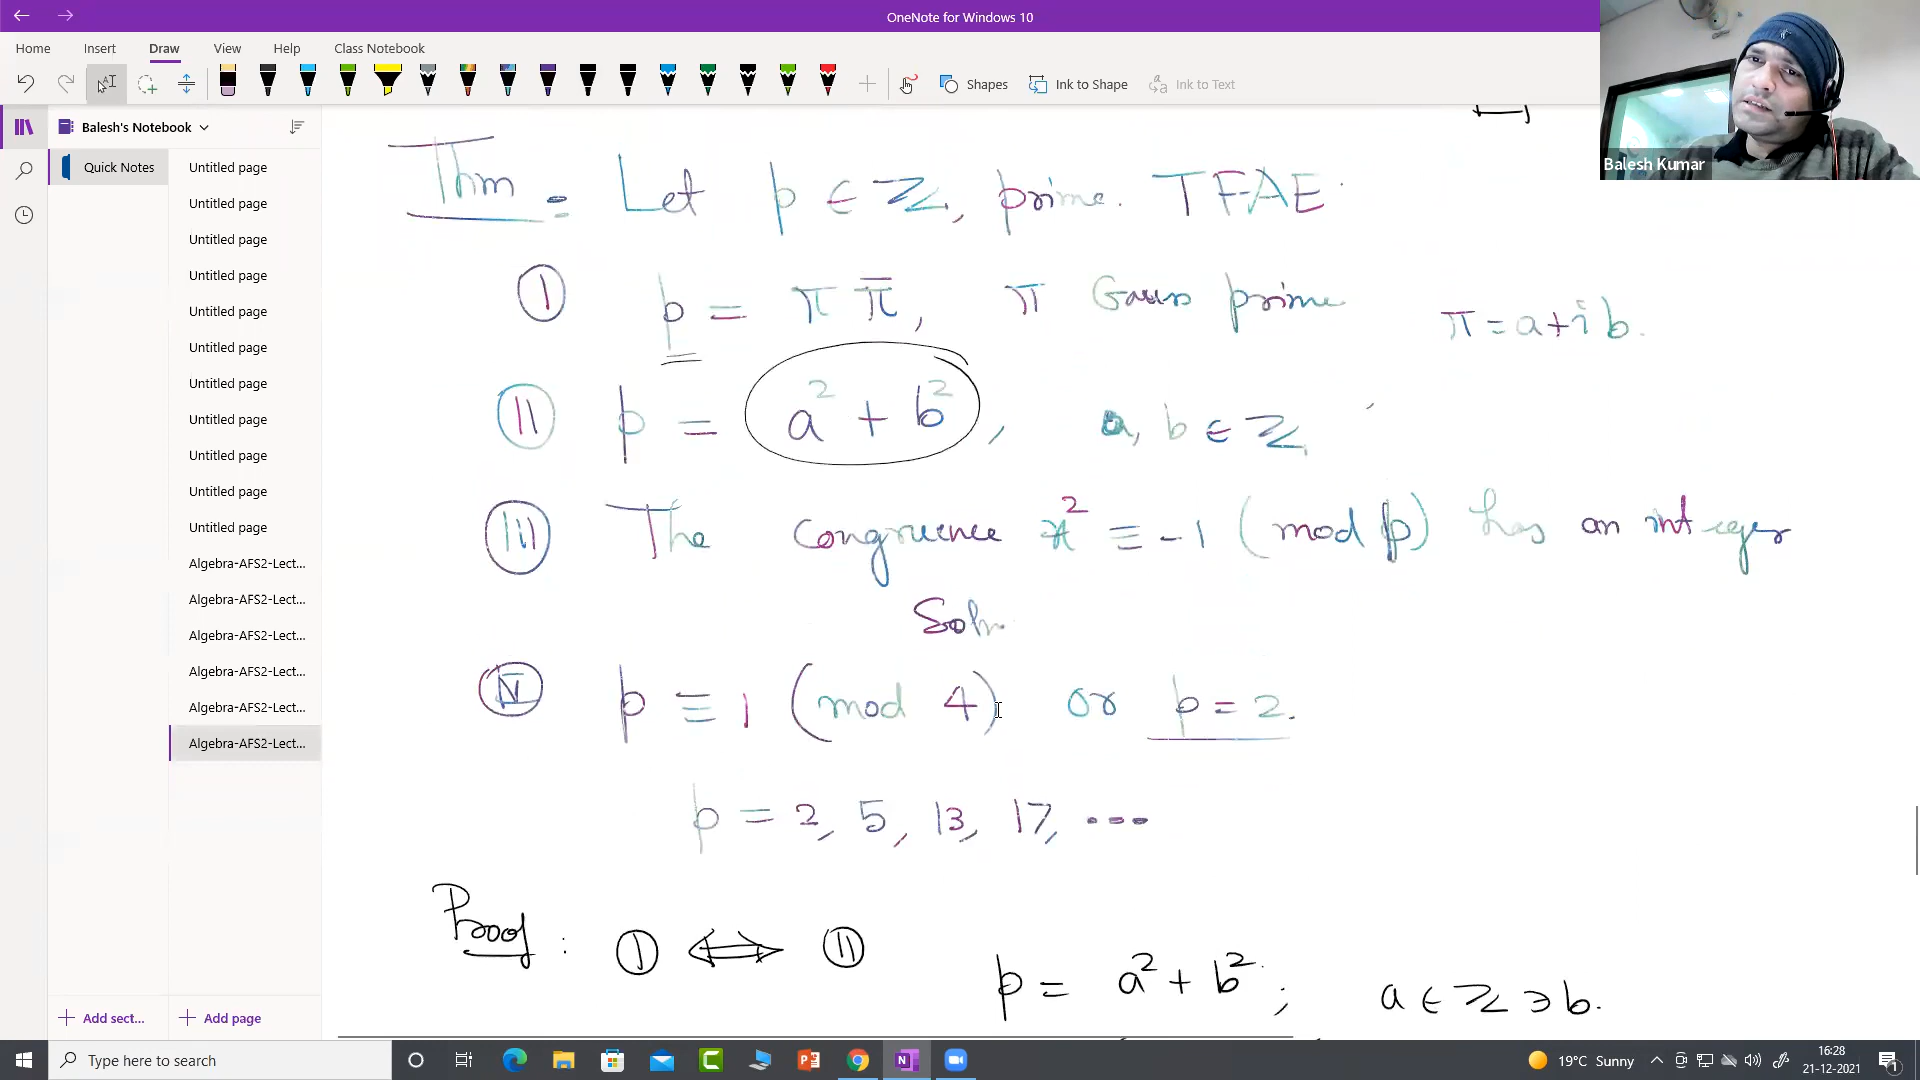 OneNote for Windows 10
Home Insert Draw View Help Class Notebook
Shapes Ink to Shape Ink to Text
Balesh's Notebook
Quick Notes
Untitled page
Untitled page
Untitled page
Untitled page
Untitled page
Untitled page
Untitled page
Untitled page
Untitled page
Untitled page
Untitled page
Algebra-AFS2-Lect...
Algebra-AFS2-Lect...
Algebra-AFS2-Lect...
Algebra-AFS2-Lect...
Algebra-AFS2-Lect...
Algebra-AFS2-Lect...
Add sect... Add page
Balesh Kumar
Thm - Let p ∈ ℤ, prime. TFAE.
I p = π π̄, π Gauss prime π = a+ib.
II p = a² + b², a, b ∈ ℤ
III The congruence x² ≡ -1 (mod p) has an integer
Soln
IV p ≡ 1 (mod 4) or p = 2.
p = 2, 5, 13, 17, ...
Proof : I ⟺ II
p = a² + b² ; a ∈ ℤ ∋ b.
Type here to search
19°C Sunny
16:28
21-12-2021
1